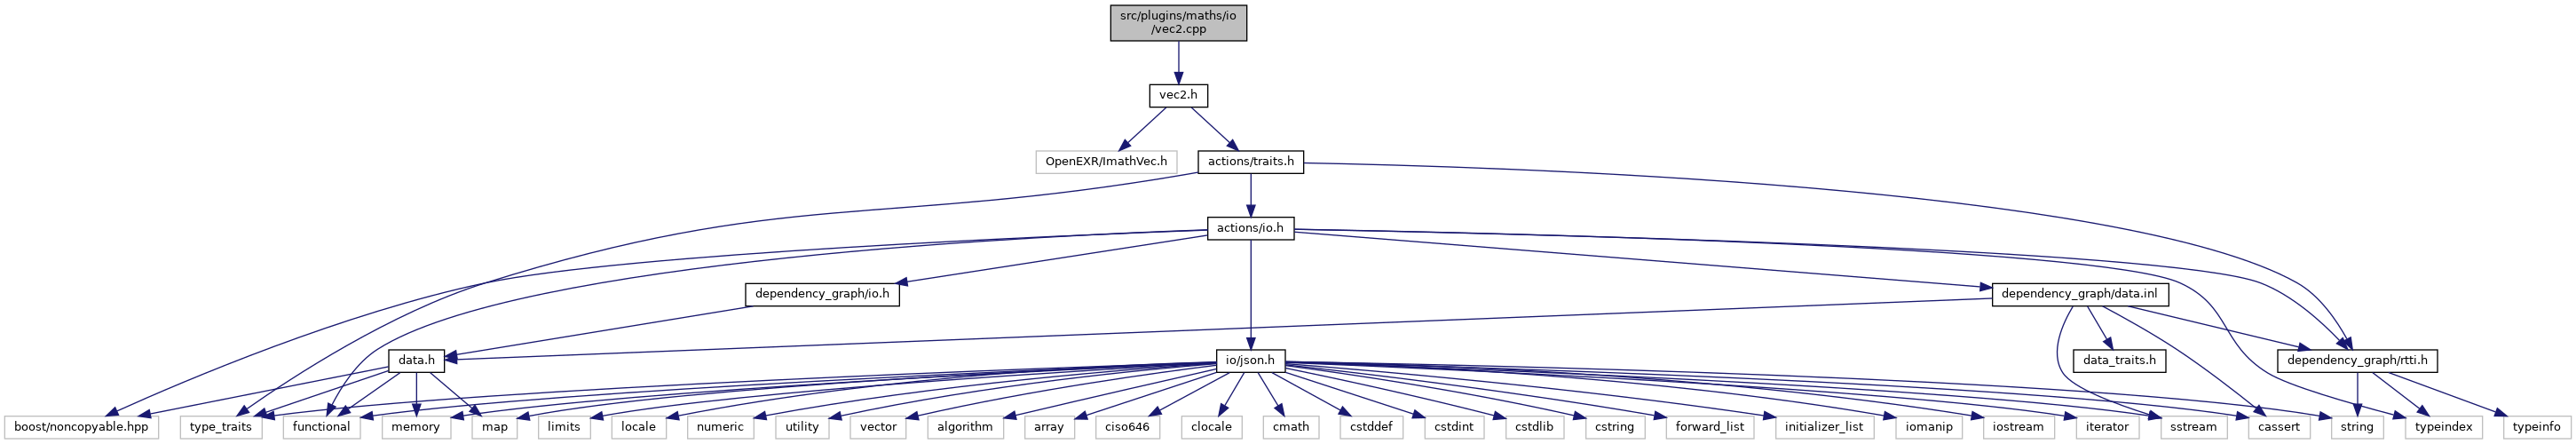 src/plugins/maths/io
/vec2.cpp
vec2.h
OpenEXR/ImathVec.h
actions/traits.h
actions/io.h
dependency_graph/io.h
dependency_graph/data.inl
data.h
io/json.h
data_traits.h
dependency_graph/rtti.h
boost/noncopyable.hpp
type_traits
functional
memory
map
limits
locale
numeric
utility
vector
algorithm
array
ciso646
clocale
cmath
cstddef
cstdint
cstdlib
cstring
forward_list
initializer_list
iomanip
iostream
iterator
sstream
cassert
string
typeindex
typeinfo